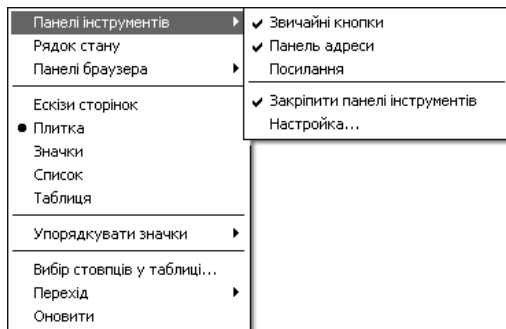 Панелі інструментів
Рядок стану
Панелі браузера
Ескізи сторінок
Плитка
Значки
Список
Таблиця
Упорядкувати значки
Вибір стовпців у таблиці...
Перехід
Оновити
Звичайні кнопки
Панель адреси
Посилання
Закріпити панелі інструментів
Настройка...